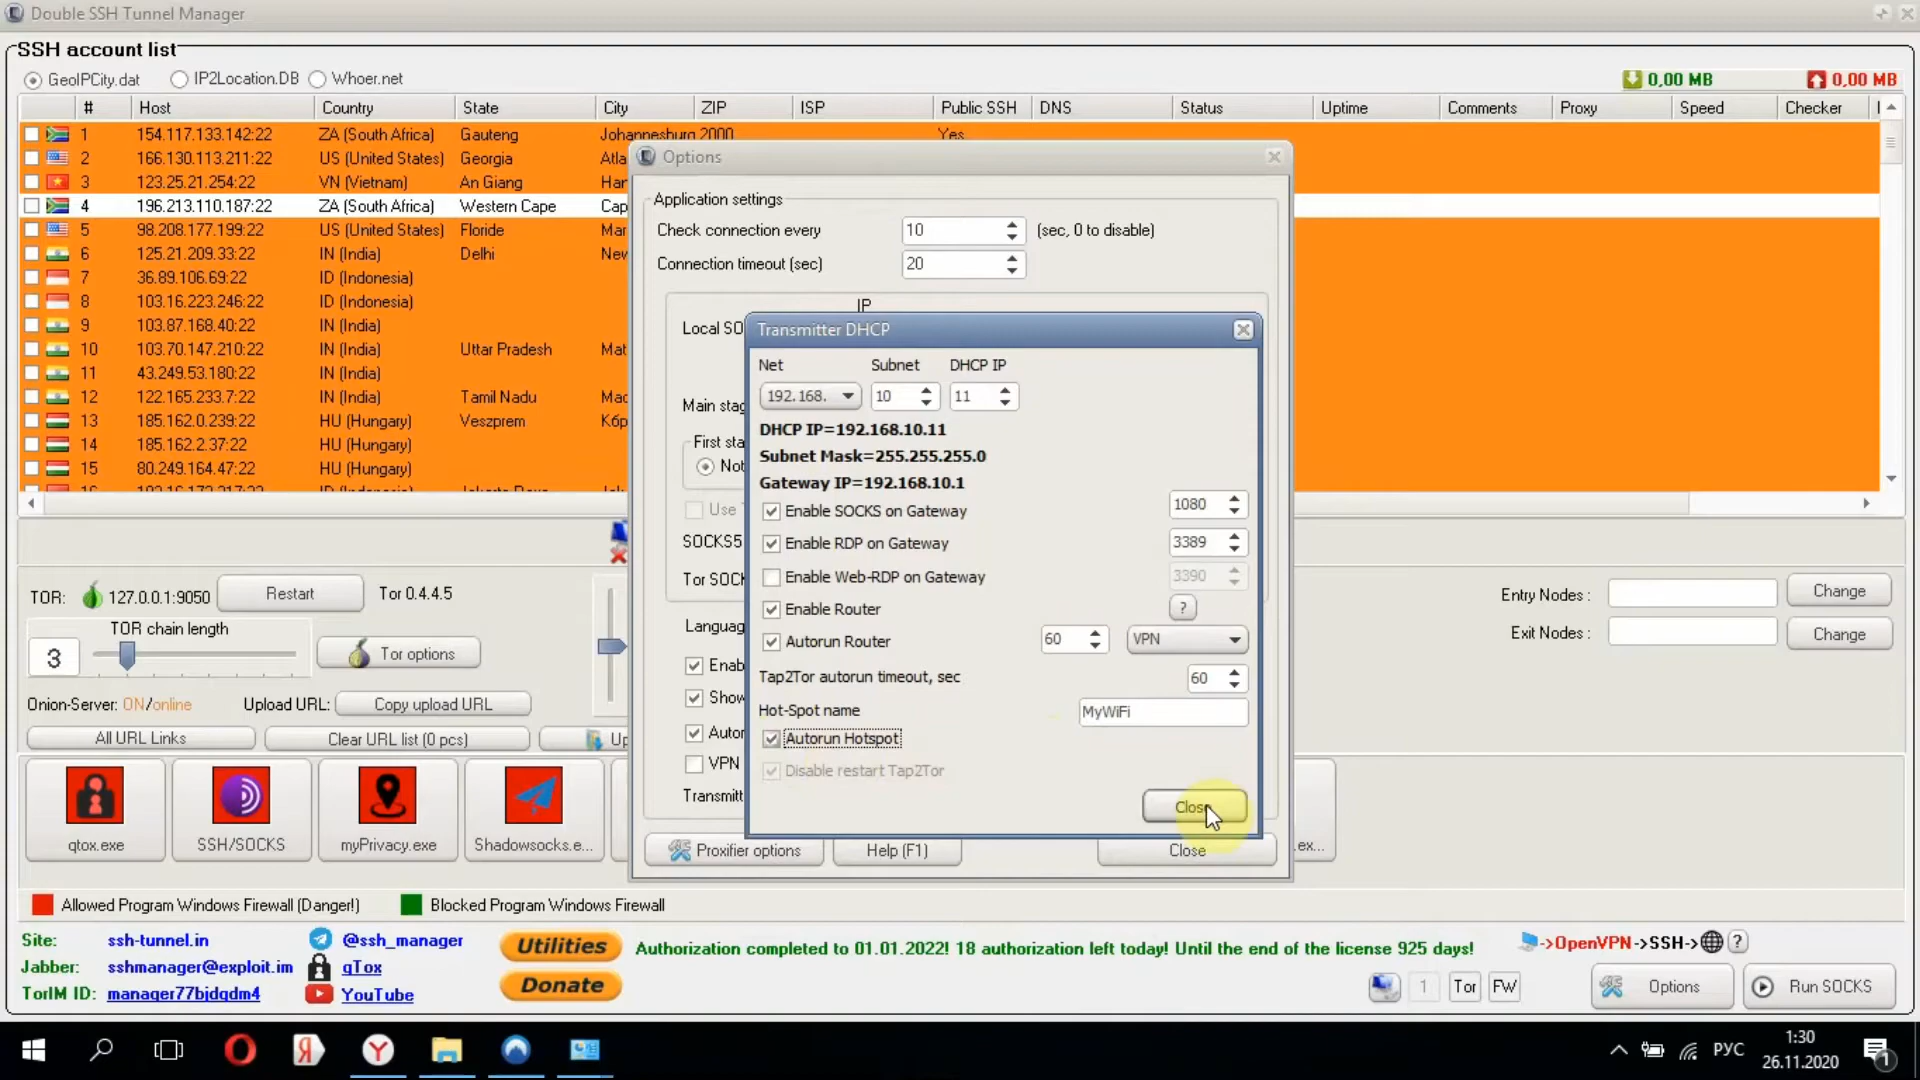 Double SSH Tunnel Manager
SSH account list
GeoIPCity.dat IP2Location.DB Whoer.net 0,00 MB 0,00 MB
# Host Country State City ZIP ISP Public SSH DNS Status Uptime Comments Proxy Speed Checker
1 154.117.133.142:22 ZA (South Africa) Gauteng Johannesburg 2000 Yes
2 166.130.113.211:22 US (United States) Georgia Atla
3 123.25.21.254:22 VN (Vietnam) An Giang Har
4 196.213.110.187:22 ZA (South Africa) Western Cape Cap
5 98.208.177.199:22 US (United States) Floride Mar
6 125.21.209.33:22 IN (India) Delhi New
7 36.89.106.69:22 ID (Indonesia)
8 103.16.223.246:22 ID (Indonesia)
9 103.87.168.40:22 IN (India)
10 103.70.147.210:22 IN (India) Uttar Pradesh Mat
11 43.249.53.180:22 IN (India)
12 122.165.233.7:22 IN (India) Tamil Nadu Mac
13 185.162.0.239:22 HU (Hungary) Veszprem Кбр
14 185.162.2.37:22 HU (Hungary)
15 80.249.164.47:22 HU (Hungary)
Options
Application settings
Check connection every 10 (sec, 0 to disable)
Connection timeout (sec) 20
IP
Local SO
Main stag
First sta
Not
Use
SOCKS5
Tor SOCK
Languag
Enab
Show
Autor
VPN
Transmitt
Proxifier options Help (F1) Close
Transmitter DHCP
Net Subnet DHCP IP
192.168. 10 11
DHCP IP=192.168.10.11
Subnet Mask=255.255.255.0
Gateway IP=192.168.10.1
Enable SOCKS on Gateway 1080
Enable RDP on Gateway 3389
Enable Web-RDP on Gateway 3390
Enable Router ?
Autorun Router 60 VPN
Tap2Tor autorun timeout, sec 60
Hot-Spot name MyWiFi
Autorun Hotspot
Disable restart Tap2Tor
Close
TOR: 127.0.0.1:9050 Restart Tor 0.4.4.5
TOR chain length
3 Tor options
Entry Nodes : Change
Exit Nodes : Change
Onion-Server: ON/online Upload URL: Copy upload URL
All URL Links Clear URL list (0 pcs) Up
qtox.exe SSH/SOCKS myPrivacy.exe Shadowsocks.e... .ex...
Allowed Program Windows Firewall (Danger!) Blocked Program Windows Firewall
Site: ssh-tunnel.in @ssh_manager Utilities
Jabber: sshmanager@exploit.im qTox
TorIM ID: manager77bjdqdm4 YouTube Donate
Authorization completed to 01.01.2022! 18 authorization left today! Until the end of the license 925 days!
->OpenVPN->SSH-> ?
1 Tor FW Options Run SOCKS
РУС 1:30
26.11.2020 1